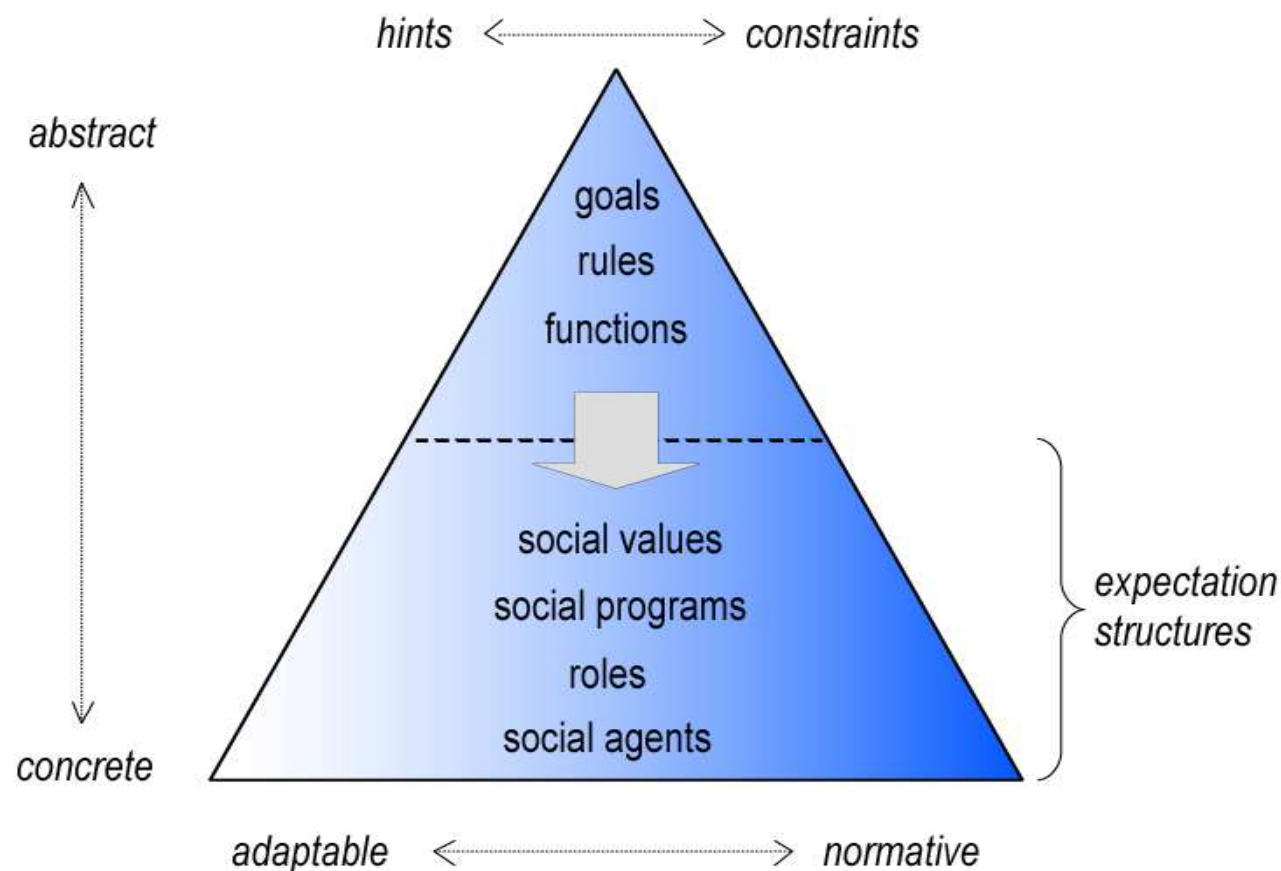 hints constraints
abstract
goals
rules
functions
social values
social programs
expectation
structures
roles
social agents
concrete
adaptable normative